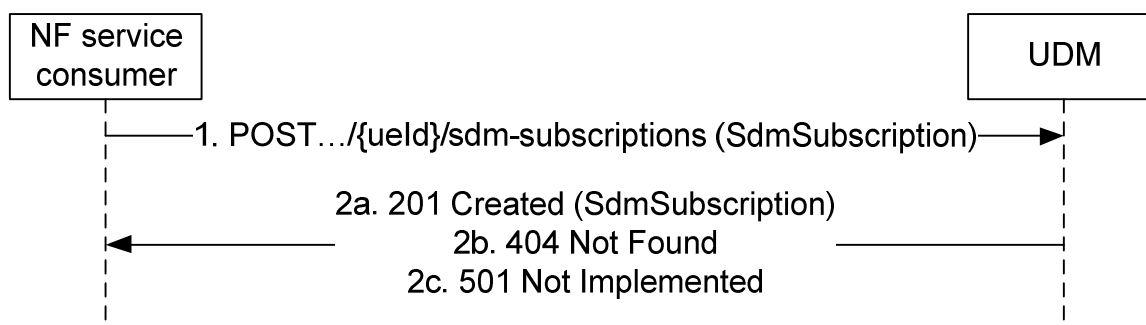 NF service
consumer
UDM
1. POST…/{ueId}/sdm-subscriptions (SdmSubscription)
2a. 201 Created (SdmSubscription)
2b. 404 Not Found
2c. 501 Not Implemented